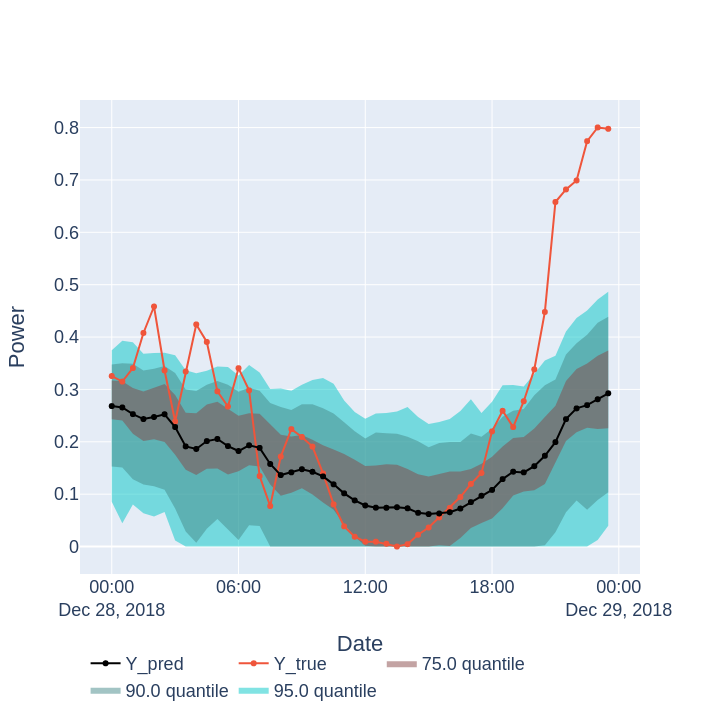 0.8
0.7
0.6
0.5
0.4
0.3
0.2
0.1
0
Power
00:00 06:00 12:00 18:00 00:00
Dec 28, 2018 Dec 29, 2018
Date
Y_pred Y_true 75.0 quantile
90.0 quantile 95.0 quantile